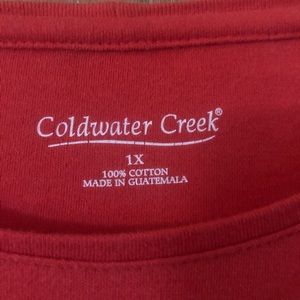 Coldwater Creek®
1X
100% COTTON
MADE IN GUATEMALA